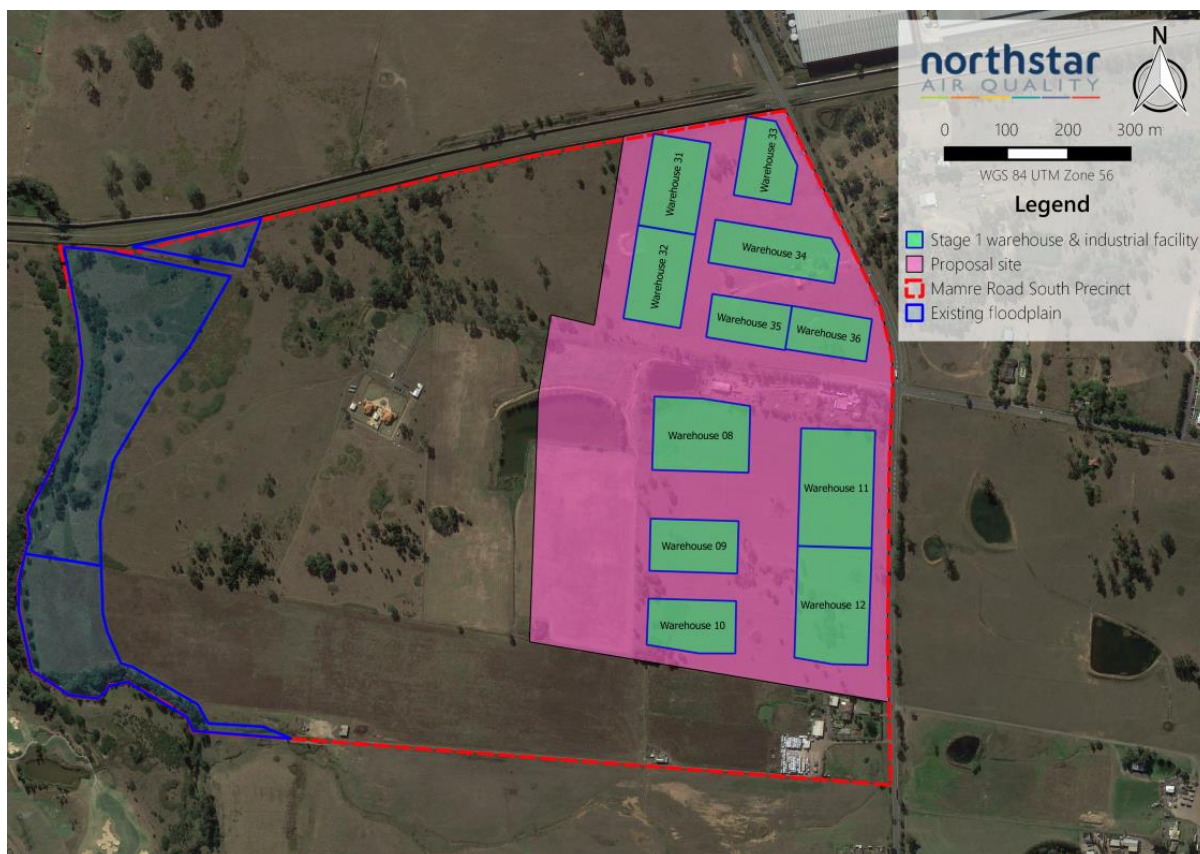 northstar
AIR QUALITY
N
0 100 200 300 m
WGS 84 UTM Zone 56
Legend
Stage 1 warehouse & industrial facility
Proposal site
Mamre Road South Precinct
Existing floodplain
Warehouse 31
Warehouse 33
Warehouse 32
Warehouse 34
Warehouse 35
Warehouse 36
Warehouse 08
Warehouse 11
Warehouse 09
Warehouse 12
Warehouse 10